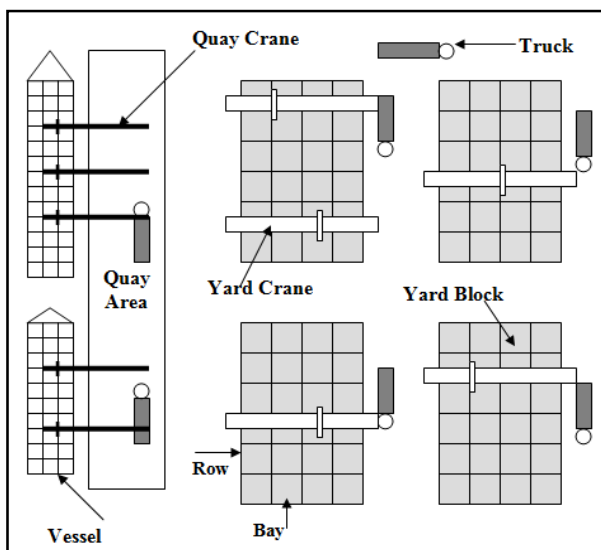 Quay Crane
Truck
Quay
Area
Yard Crane
Yard Block
Row
Bay
Vessel